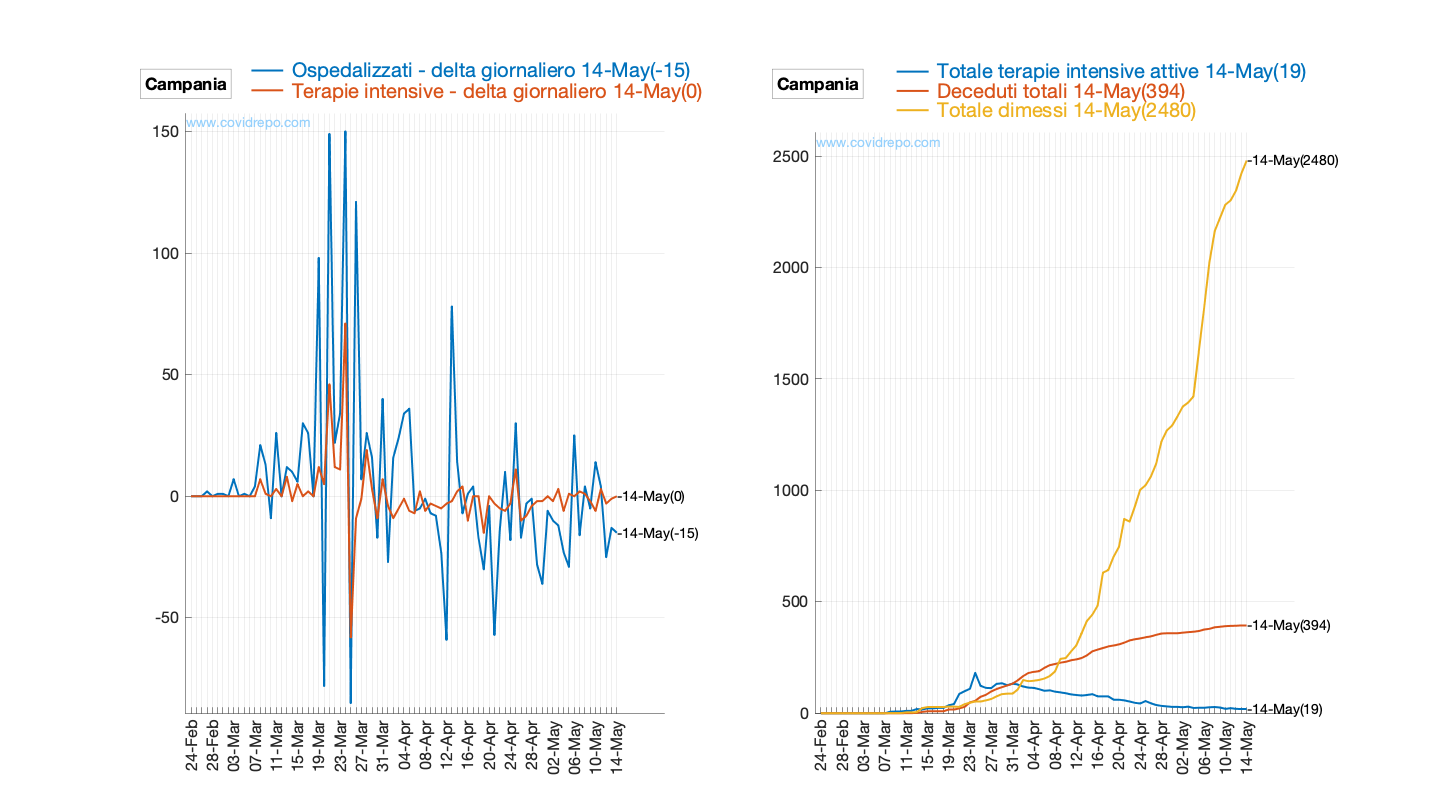 Campania
Ospedalizzati - delta giornaliero 14-May(-15)
Terapie intensive - delta giornaliero 14-May(0)
www.covidrepo.com
150
100
50
0
-50
-14-May(0)
-14-May(-15)
24-Feb
28-Feb
03-Mar
07-Mar
11-Mar
15-Mar
19-Mar
23-Mar
27-Mar
31-Mar
04-Apr
08-Apr
12-Apr
16-Apr
20-Apr
24-Apr
28-Apr
02-May
06-May
10-May
14-May
Campania
Totale terapie intensive attive 14-May(19)
Deceduti totali 14-May(394)
Totale dimessi 14-May(2480)
www.covidrepo.com
2500
2000
1500
1000
500
0
-14-May(2480)
-14-May(394)
-14-May(19)
24-Feb
28-Feb
03-Mar
07-Mar
11-Mar
15-Mar
19-Mar
23-Mar
27-Mar
31-Mar
04-Apr
08-Apr
12-Apr
16-Apr
20-Apr
24-Apr
28-Apr
02-May
06-May
10-May
14-May